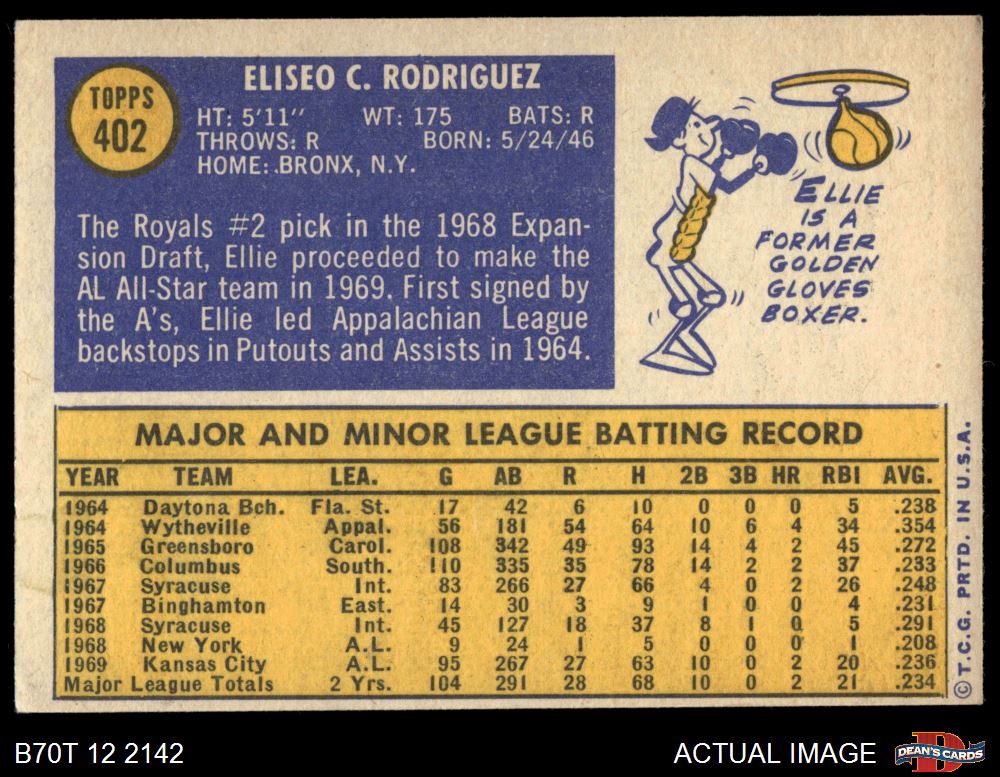 TOPPS
402
ELISEO C. RODRIGUEZ
HT: 5'11" WT: 175 BATS: R
THROWS: R BORN: 5/24/46
HOME: BRONX, N.Y.
The Royals #2 pick in the 1968 Expan-
sion Draft, Ellie proceeded to make the
AL All-Star team in 1969. First signed by
the A's, Ellie led Appalachian League
backstops in Putouts and Assists in 1964.
ELLIE
IS A
FORMER
GOLDEN
GLOVES
BOXER.
MAJOR AND MINOR LEAGUE BATTING RECORD
YEAR TEAM LEA. G AB R H 2B 3B HR RBI AVG.
1964 Daytona Bch. Fla. St. 17 42 6 10 0 0 0 5 .238
1964 Wytheville Appal. 56 181 54 64 10 6 4 34 .354
1965 Greensboro Carol. 108 342 49 93 14 4 2 45 .272
1966 Columbus South. 110 335 35 78 14 2 2 37 .233
1967 Syracuse Int. 83 266 27 66 4 0 2 26 .248
1967 Binghamton East. 14 30 3 9 1 0 0 4 .231
1968 Syracuse Int. 45 127 18 37 8 1 0 5 .291
1968 New York A.L. 9 24 1 5 0 0 0 1 .208
1969 Kansas City A.L. 95 267 27 63 10 0 2 20 .236
Major League Totals 2 Yrs. 104 291 28 68 10 0 2 21 .234
© T.C.G. PRTD. IN U.S.A.
B70T 12 2142
ACTUAL IMAGE
DEAN'S CARDS